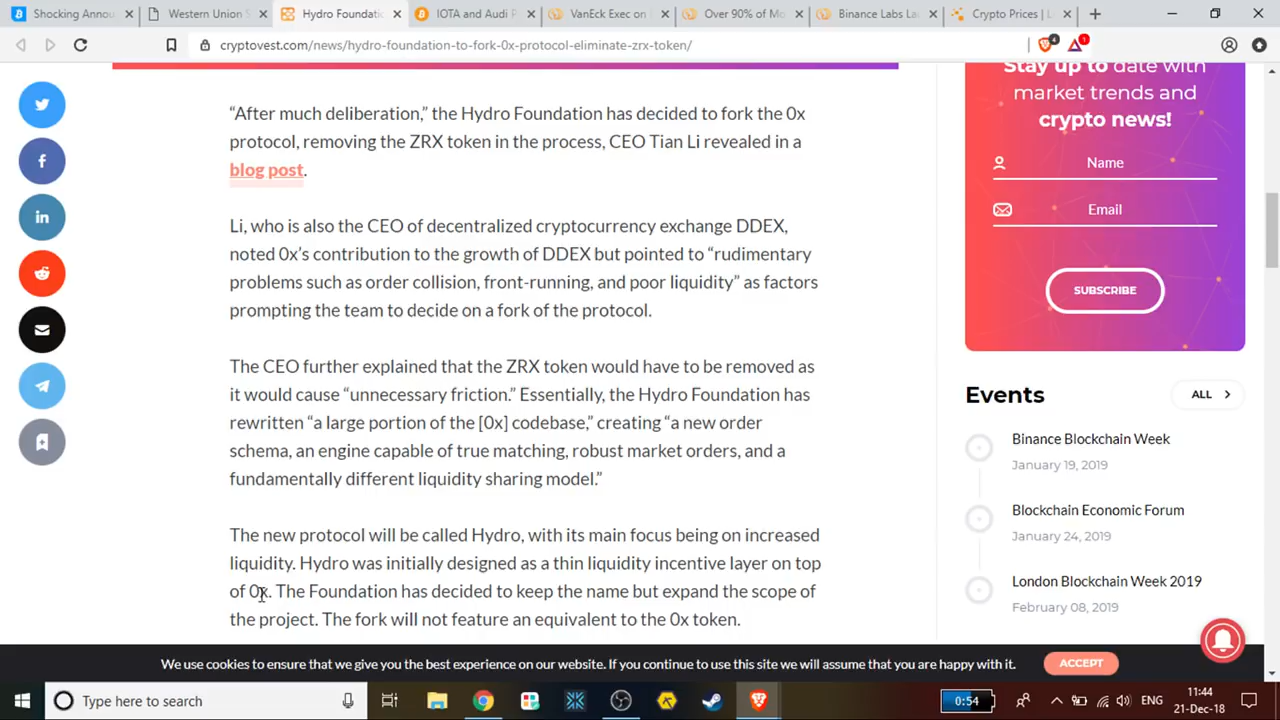 Shocking Annou
Western Union S
Hydro Foundatio
IOTA and Audi P
VanEck Exec on
Over 90% of Mo
Binance Labs La
Crypto Prices | L
cryptovest.com/news/hydro-foundation-to-fork-0x-protocol-eliminate-zrx-token/
4
1
“After much deliberation,” the Hydro Foundation has decided to fork the 0x
protocol, removing the ZRX token in the process, CEO Tian Li revealed in a
blog post.
Li, who is also the CEO of decentralized cryptocurrency exchange DDEX,
noted 0x’s contribution to the growth of DDEX but pointed to “rudimentary
problems such as order collision, front-running, and poor liquidity” as factors
prompting the team to decide on a fork of the protocol.
The CEO further explained that the ZRX token would have to be removed as
it would cause “unnecessary friction.” Essentially, the Hydro Foundation has
rewritten “a large portion of the [0x] codebase,” creating “a new order
schema, an engine capable of true matching, robust market orders, and a
fundamentally different liquidity sharing model.”
The new protocol will be called Hydro, with its main focus being on increased
liquidity. Hydro was initially designed as a thin liquidity incentive layer on top
of 0x. The Foundation has decided to keep the name but expand the scope of
the project. The fork will not feature an equivalent to the 0x token.
Stay up to date with
market trends and
crypto news!
Name
Email
SUBSCRIBE
Events
ALL
Binance Blockchain Week
January 19, 2019
Blockchain Economic Forum
January 24, 2019
London Blockchain Week 2019
February 08, 2019
We use cookies to ensure that we give you the best experience on our website. If you continue to use this site we will assume that you are happy with it.
ACCEPT
Type here to search
0:54
ENG
11:44
21-Dec-18